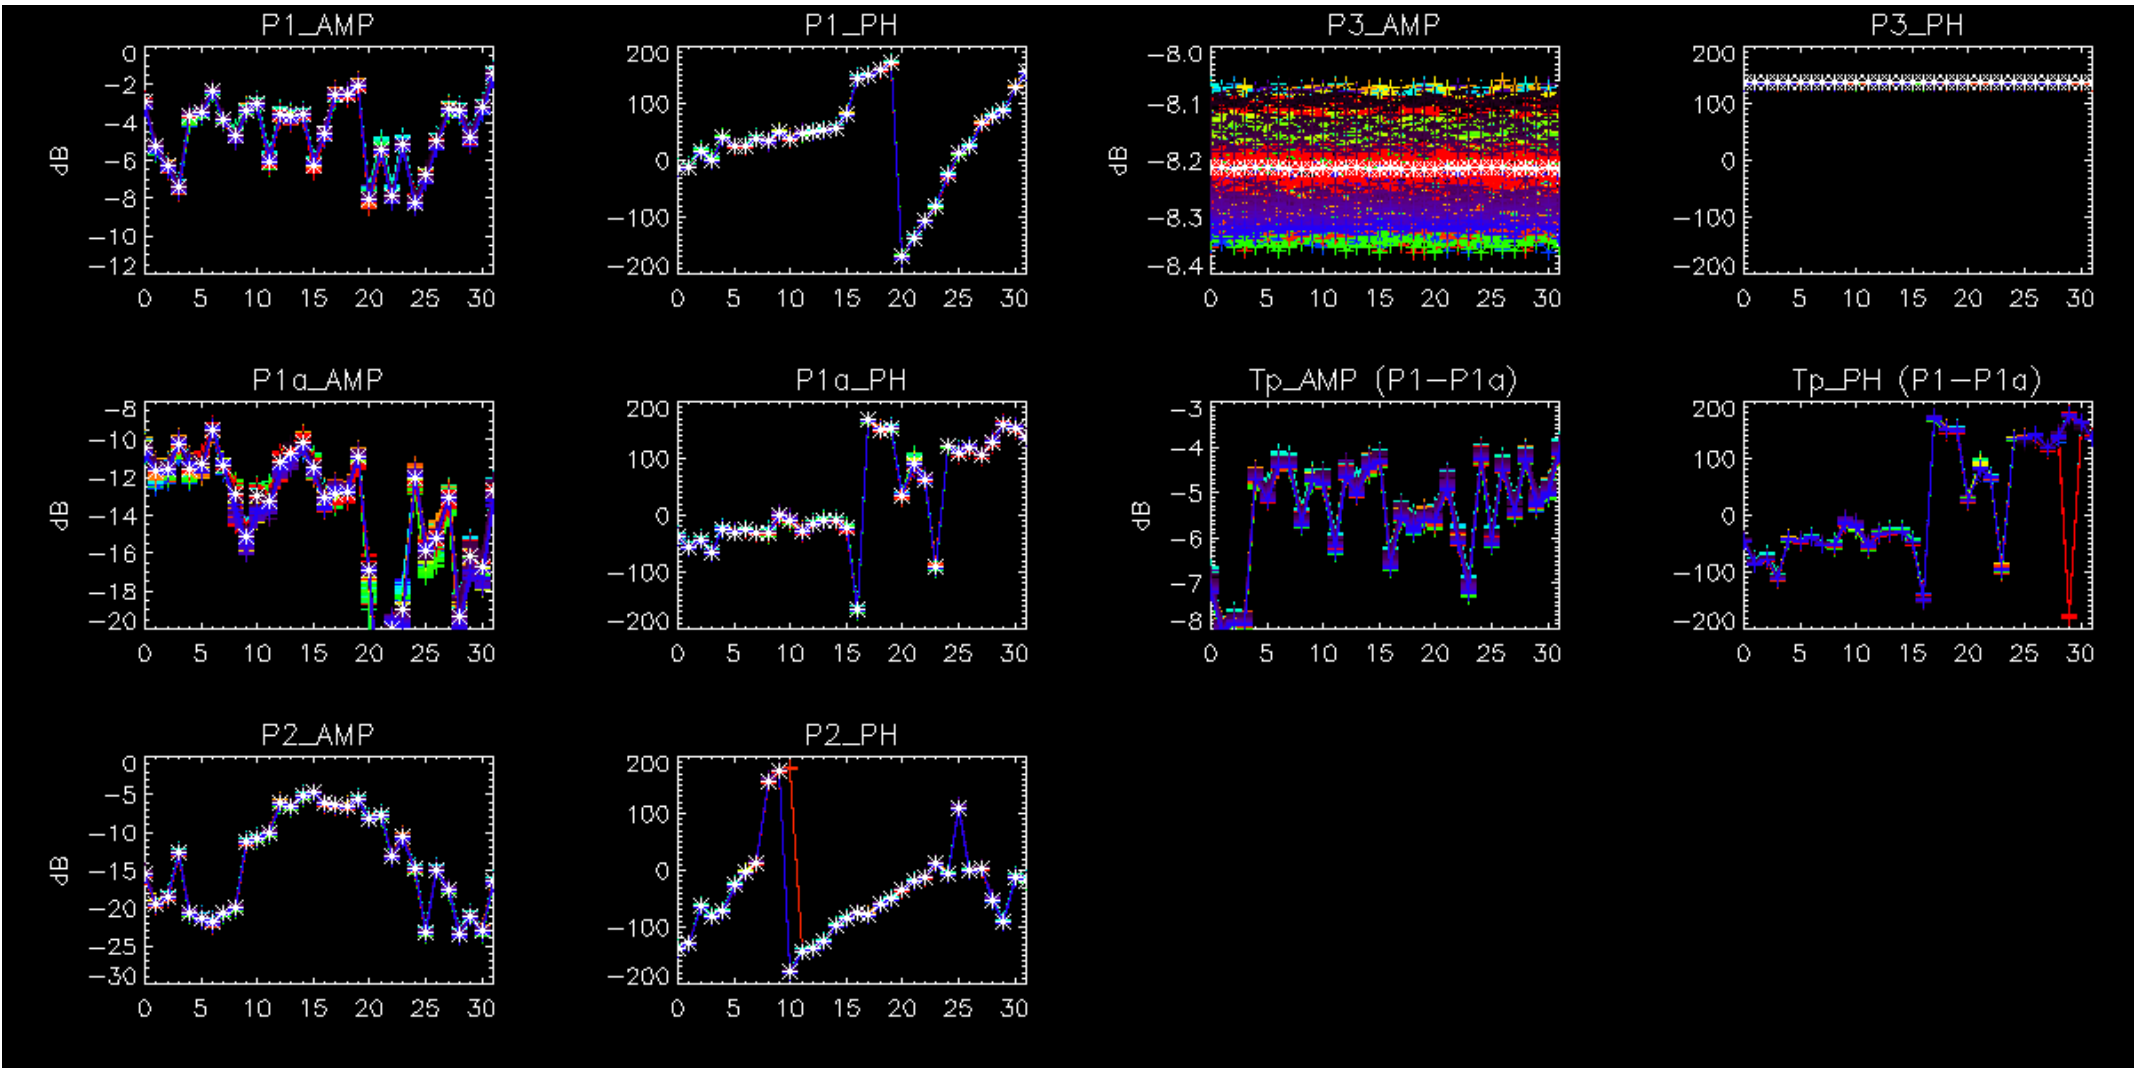 P1_AMP
dB
0
−2
−4
−6
−8
−10
−12
0 5 10 15 20 25 30
P1_PH
200
100
0
−100
−200
0 5 10 15 20 25 30
P3_AMP
dB
−8.0
−8.1
−8.2
−8.3
−8.4
0 5 10 15 20 25 30
P3_PH
200
100
0
−100
−200
0 5 10 15 20 25 30
P1a_AMP
dB
−8
−10
−12
−14
−16
−18
−20
0 5 10 15 20 25 30
P1a_PH
200
100
0
−100
−200
0 5 10 15 20 25 30
Tp_AMP (P1−P1a)
dB
−3
−4
−5
−6
−7
−8
0 5 10 15 20 25 30
Tp_PH (P1−P1a)
200
100
0
−100
−200
0 5 10 15 20 25 30
P2_AMP
dB
0
−5
−10
−15
−20
−25
−30
0 5 10 15 20 25 30
P2_PH
200
100
0
−100
−200
0 5 10 15 20 25 30